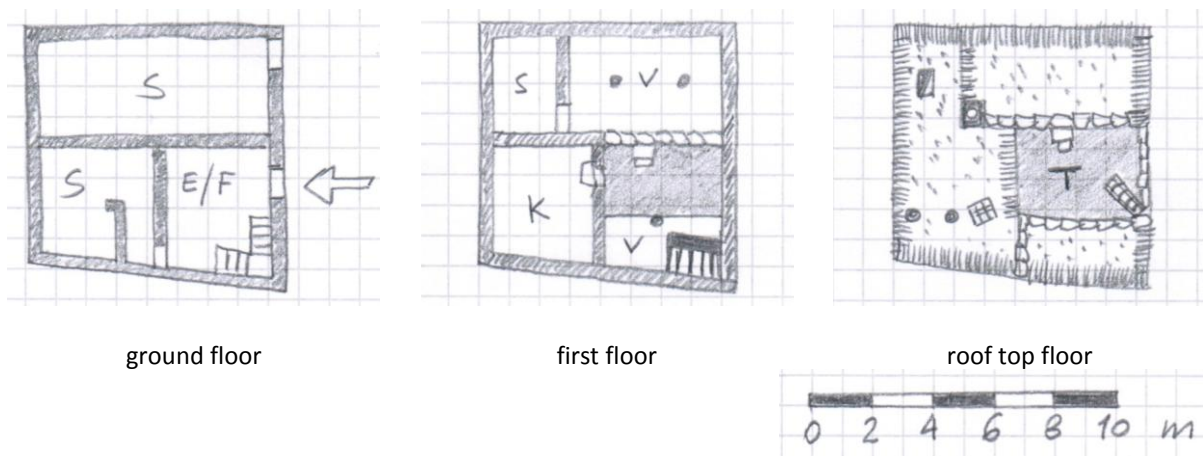 S
S
E/F
ground floor
S
V
K
V
first floor
T
roof top floor
0 2 4 6 8 10 m